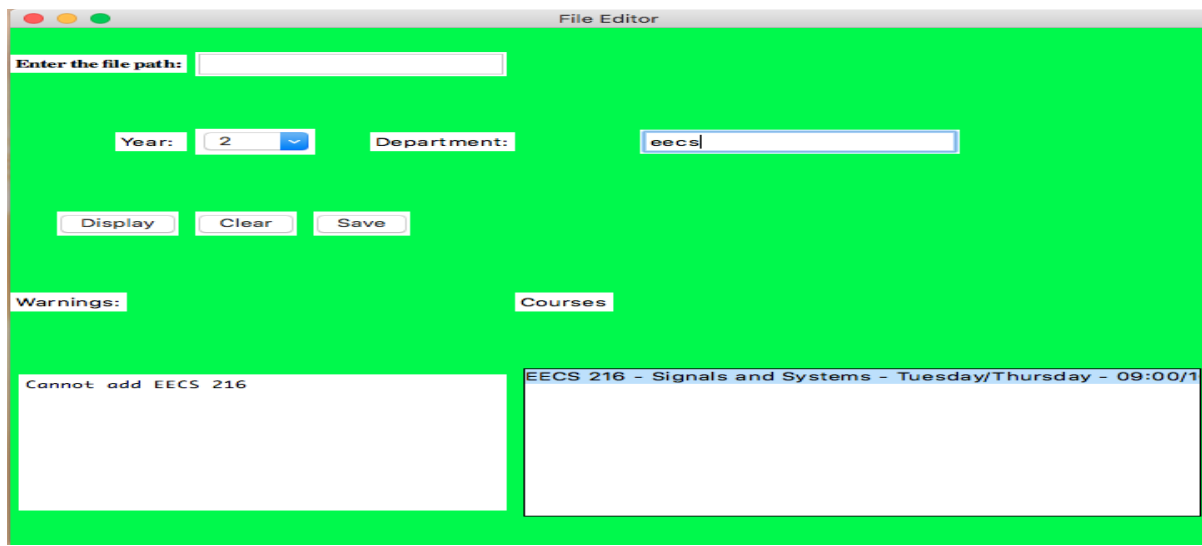 File Editor
Enter the file path:
Year: 2 Department: eecs
Display Clear Save
Warnings: Courses
Cannot add EECS 216
EECS 216 - Signals and Systems - Tuesday/Thursday - 09:00/1